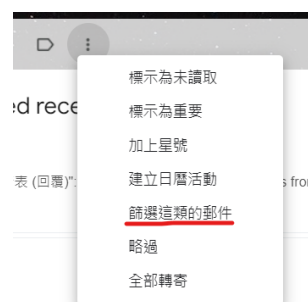 標示為未讀取
ed rece
標示為重要
加上星號
表 (回覆)":
建立日曆活動
s from
篩選這類的郵件
略過
全部轉寄